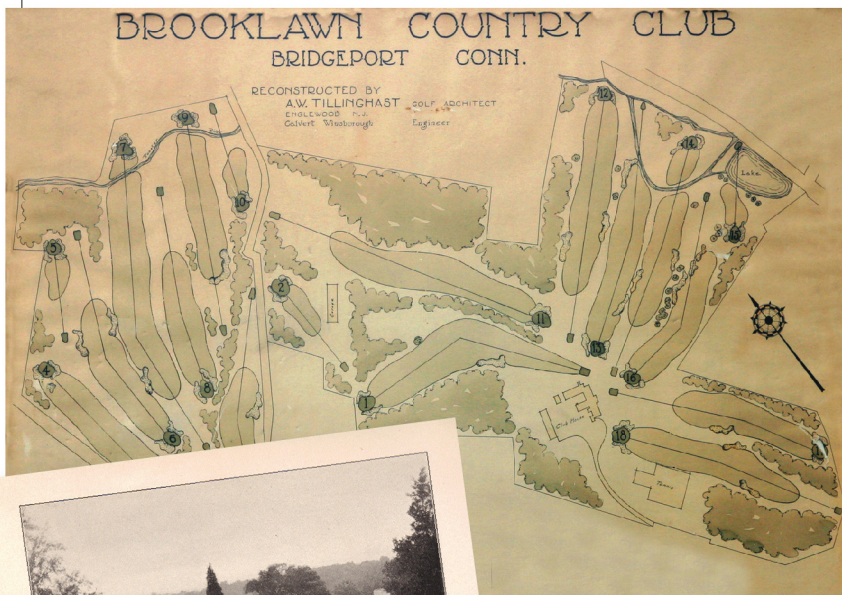 BROOKLAWN COUNTRY CLUB
BRIDGEPORT CONN.
RECONSTRUCTED BY
A.W. TILLINGHAST GOLF ARCHITECT
ENGLEWOOD N.J.
Engineer
12
9
7
14
Lake
10
5
2
11
13
4
8
16
1
6
18
Club House
Tennis